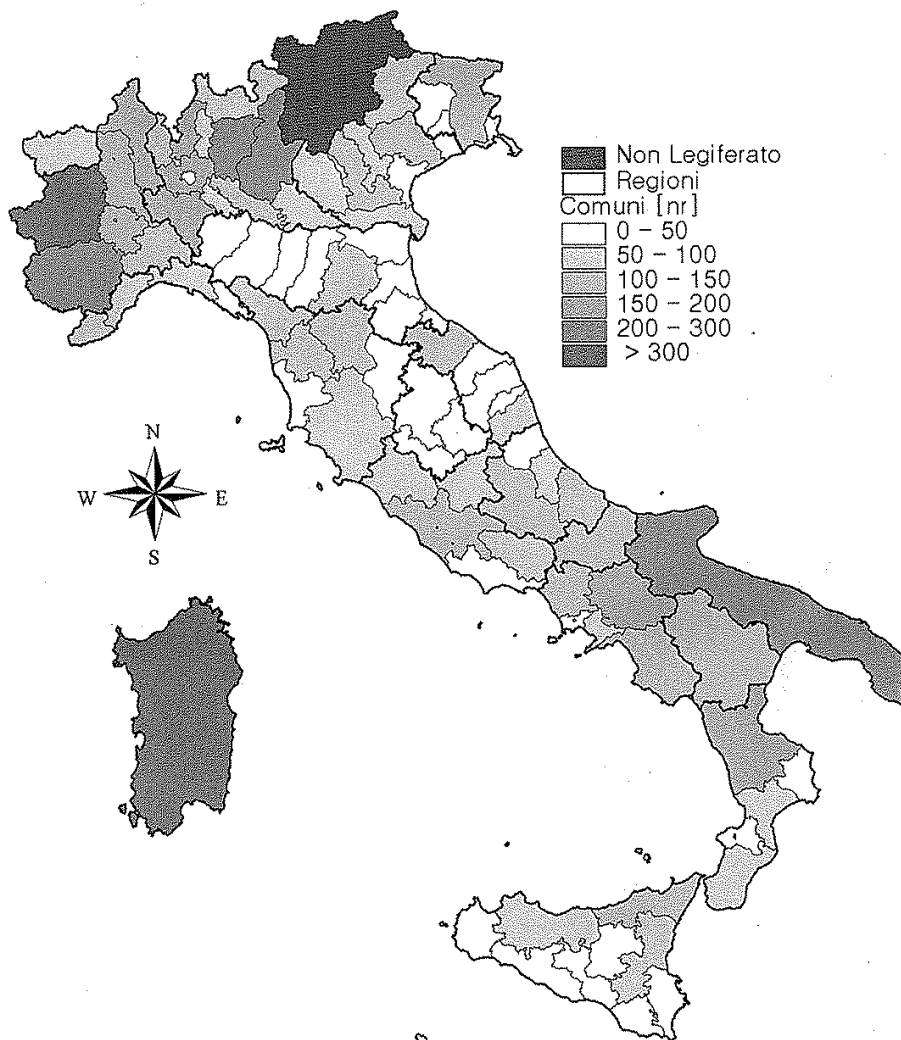 Non Legiferato
Regioni
Comuni [nr]
0 - 50
50 - 100
100 - 150
150 - 200
200 - 300
> 300
N
W E
S